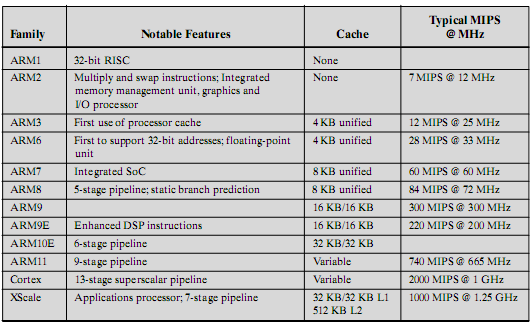 Family Notable Features Cache Typical MIPS @ MHz
ARM1 32-bit RISC None
ARM2 Multiply and swap instructions; Integrated memory management unit, graphics and I/O processor None 7 MIPS @ 12 MHz
ARM3 First use of processor cache 4 KB unified 12 MIPS @ 25 MHz
ARM6 First to support 32-bit addresses; floating-point unit 4 KB unified 28 MIPS @ 33 MHz
ARM7 Integrated SoC 8 KB unified 60 MIPS @ 60 MHz
ARM8 5-stage pipeline; static branch prediction 8 KB unified 84 MIPS @ 72 MHz
ARM9 16 KB/16 KB 300 MIPS @ 300 MHz
ARM9E Enhanced DSP instructions 16 KB/16 KB 220 MIPS @ 200 MHz
ARM10E 6-stage pipeline 32 KB/32 KB
ARM11 9-stage pipeline Variable 740 MIPS @ 665 MHz
Cortex 13-stage superscalar pipeline Variable 2000 MIPS @ 1 GHz
XScale Applications processor; 7-stage pipeline 32 KB/32 KB L1 512 KB L2 1000 MIPS @ 1.25 GHz